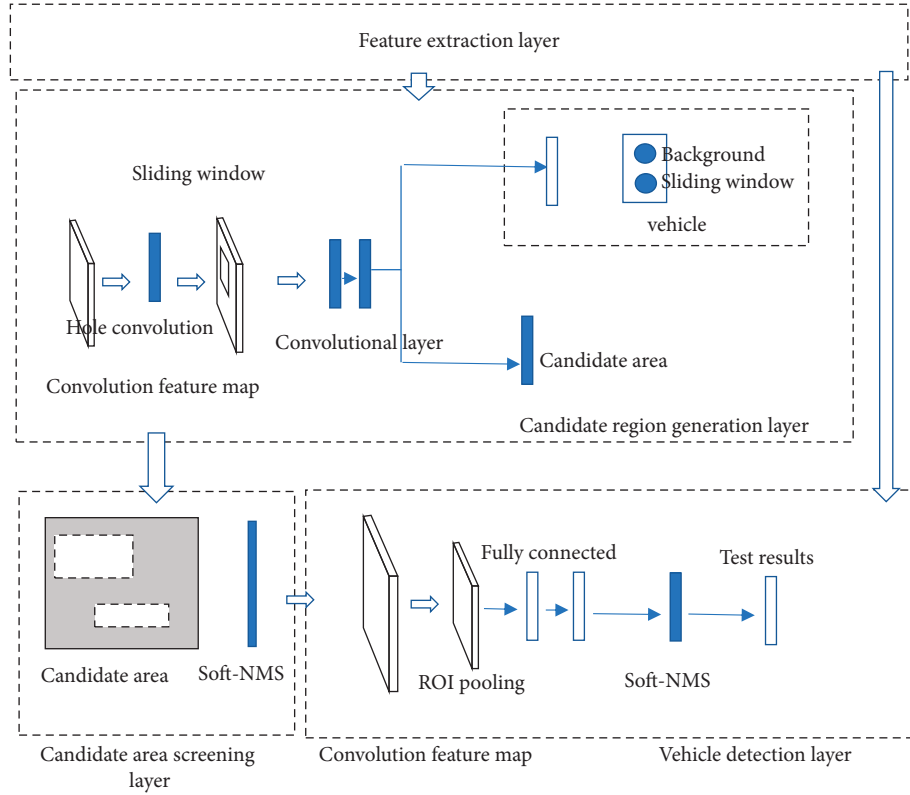 Feature extraction layer
Sliding window
Background
Sliding window
vehicle
Hole convolution
Convolutional layer
Convolution feature map
Candidate area
Candidate region generation layer
Candidate area
Soft-NMS
Candidate area screening
layer
Fully connected
Test results
ROI pooling
Soft-NMS
Convolution feature map
Vehicle detection layer